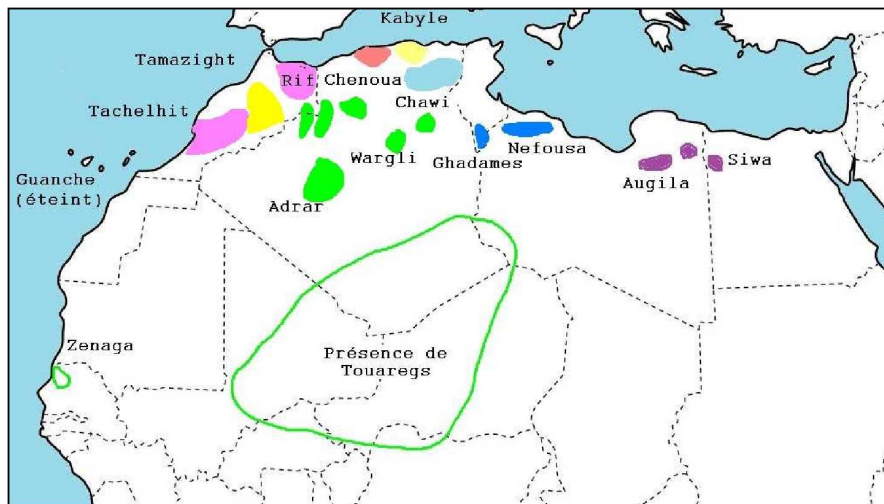 Kabyle
Tamazight
Rif
Chenoua
Tachelhit
Chawi
Wargli
Ghadames
Nefousa
Augila
Siwa
Guanche
(éteint)
Adrar
Zenaga
Présence de
Touaregs